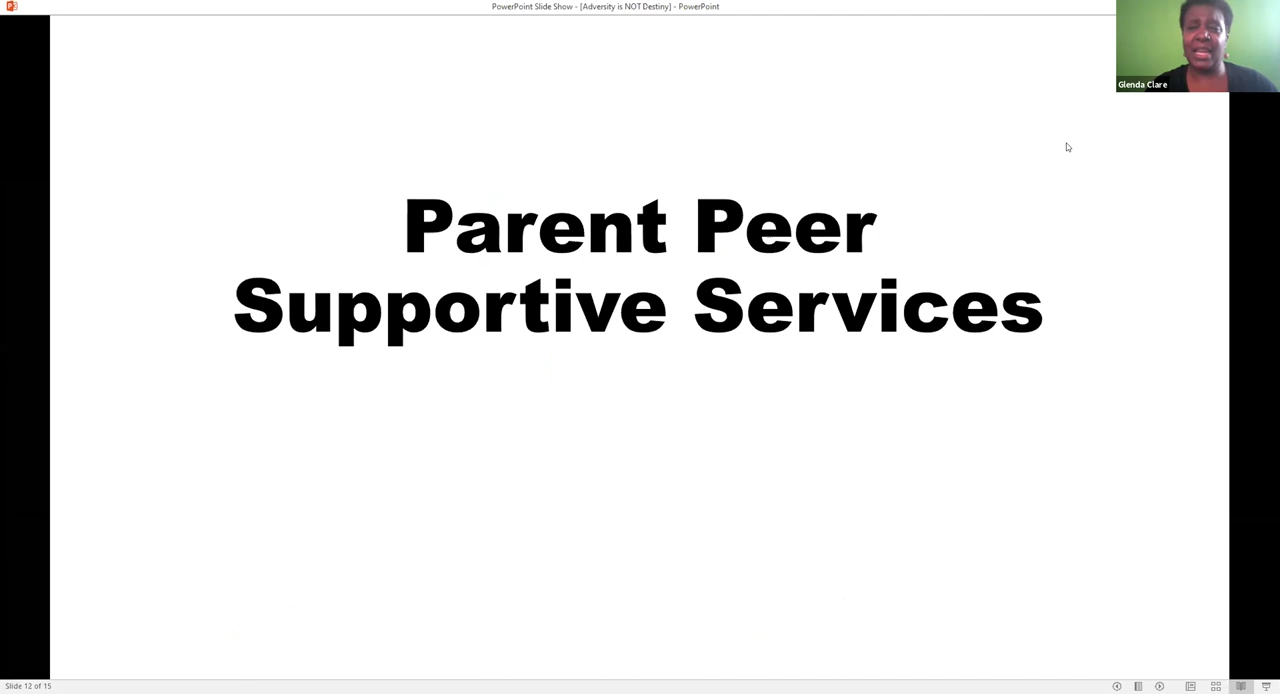 PowerPoint Slide Show - [Adversity is NOT Destiny] - PowerPoint
Glenda Clare
Parent Peer
Supportive Services
Slide 12 of 15